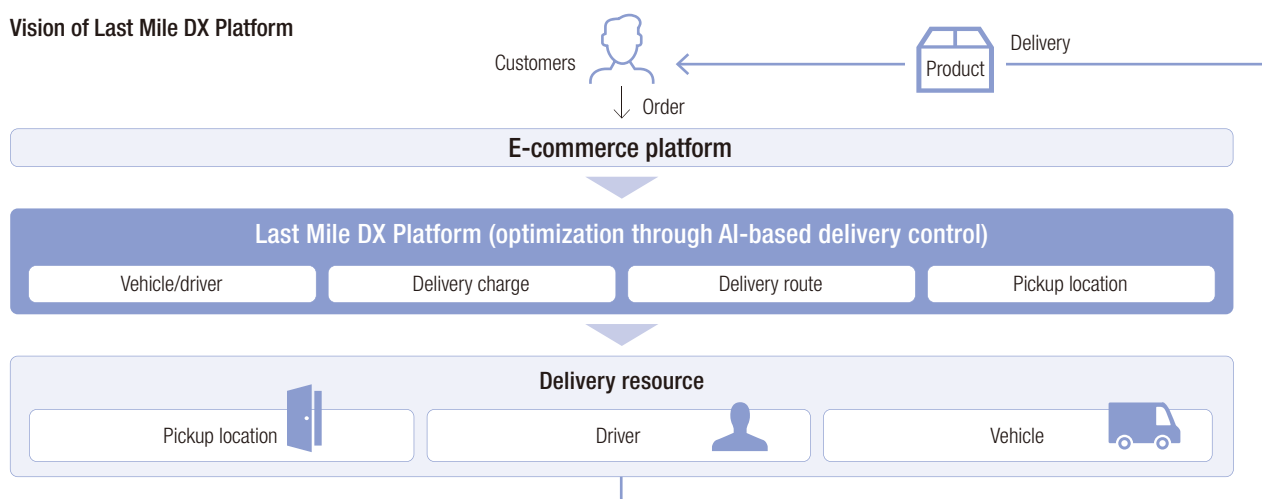 Vision of Last Mile DX Platform
Customers
Product
Delivery
Order
E-commerce platform
Last Mile DX Platform (optimization through AI-based delivery control)
Vehicle/driver
Delivery charge
Delivery route
Pickup location
Delivery resource
Pickup location
Driver
Vehicle